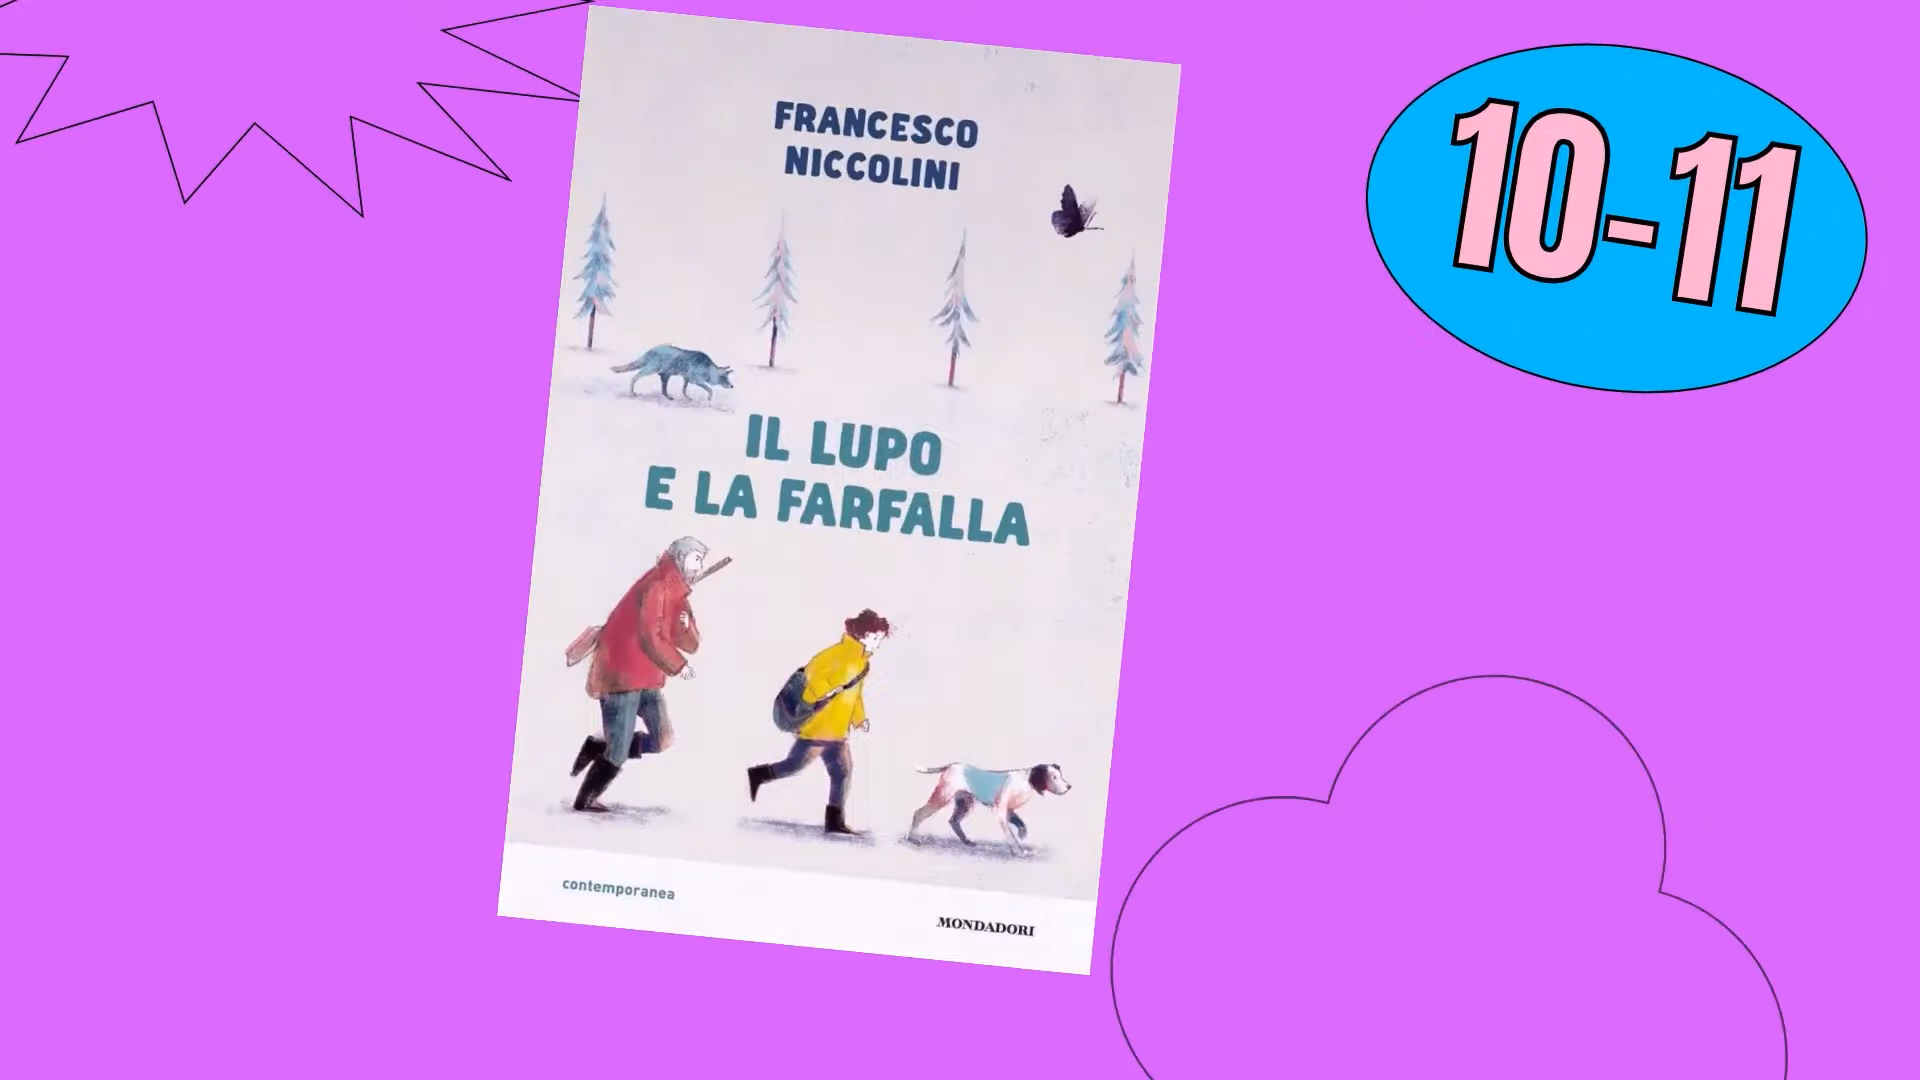 FRANCESCO
NICCOLINI
IL LUPO
E LA FARFALLA
contemporanea
MONDADORI
10-11